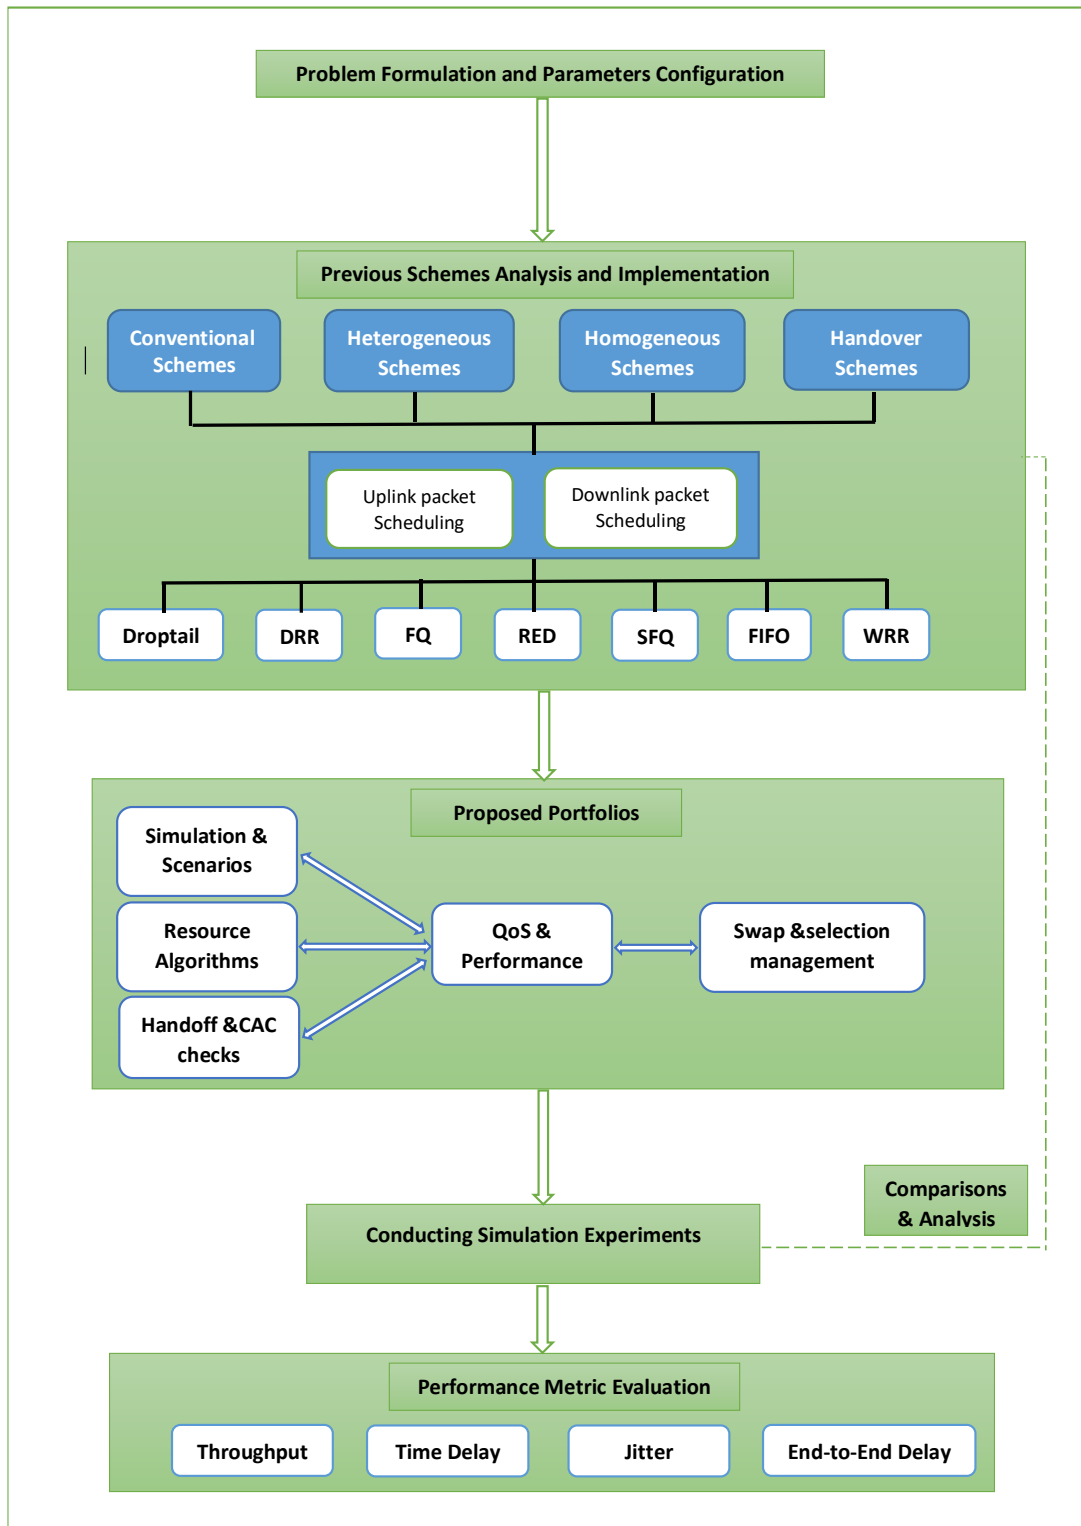 Problem Formulation and Parameters Configuration
Previous Schemes Analysis and Implementation
Conventional
Schemes
Heterogeneous
Schemes
Homogeneous
Schemes
Handover
Schemes
Uplink packet
Scheduling
Downlink packet
Scheduling
Droptail
DRR
FQ
RED
SFQ
FIFO
WRR
Proposed Portfolios
Simulation &
Scenarios
Resource
Algorithms
Handoff &CAC
checks
QoS &
Performance
Swap &selection
management
Comparisons
& Analysis
Conducting Simulation Experiments
Performance Metric Evaluation
Throughput
Time Delay
Jitter
End-to-End Delay